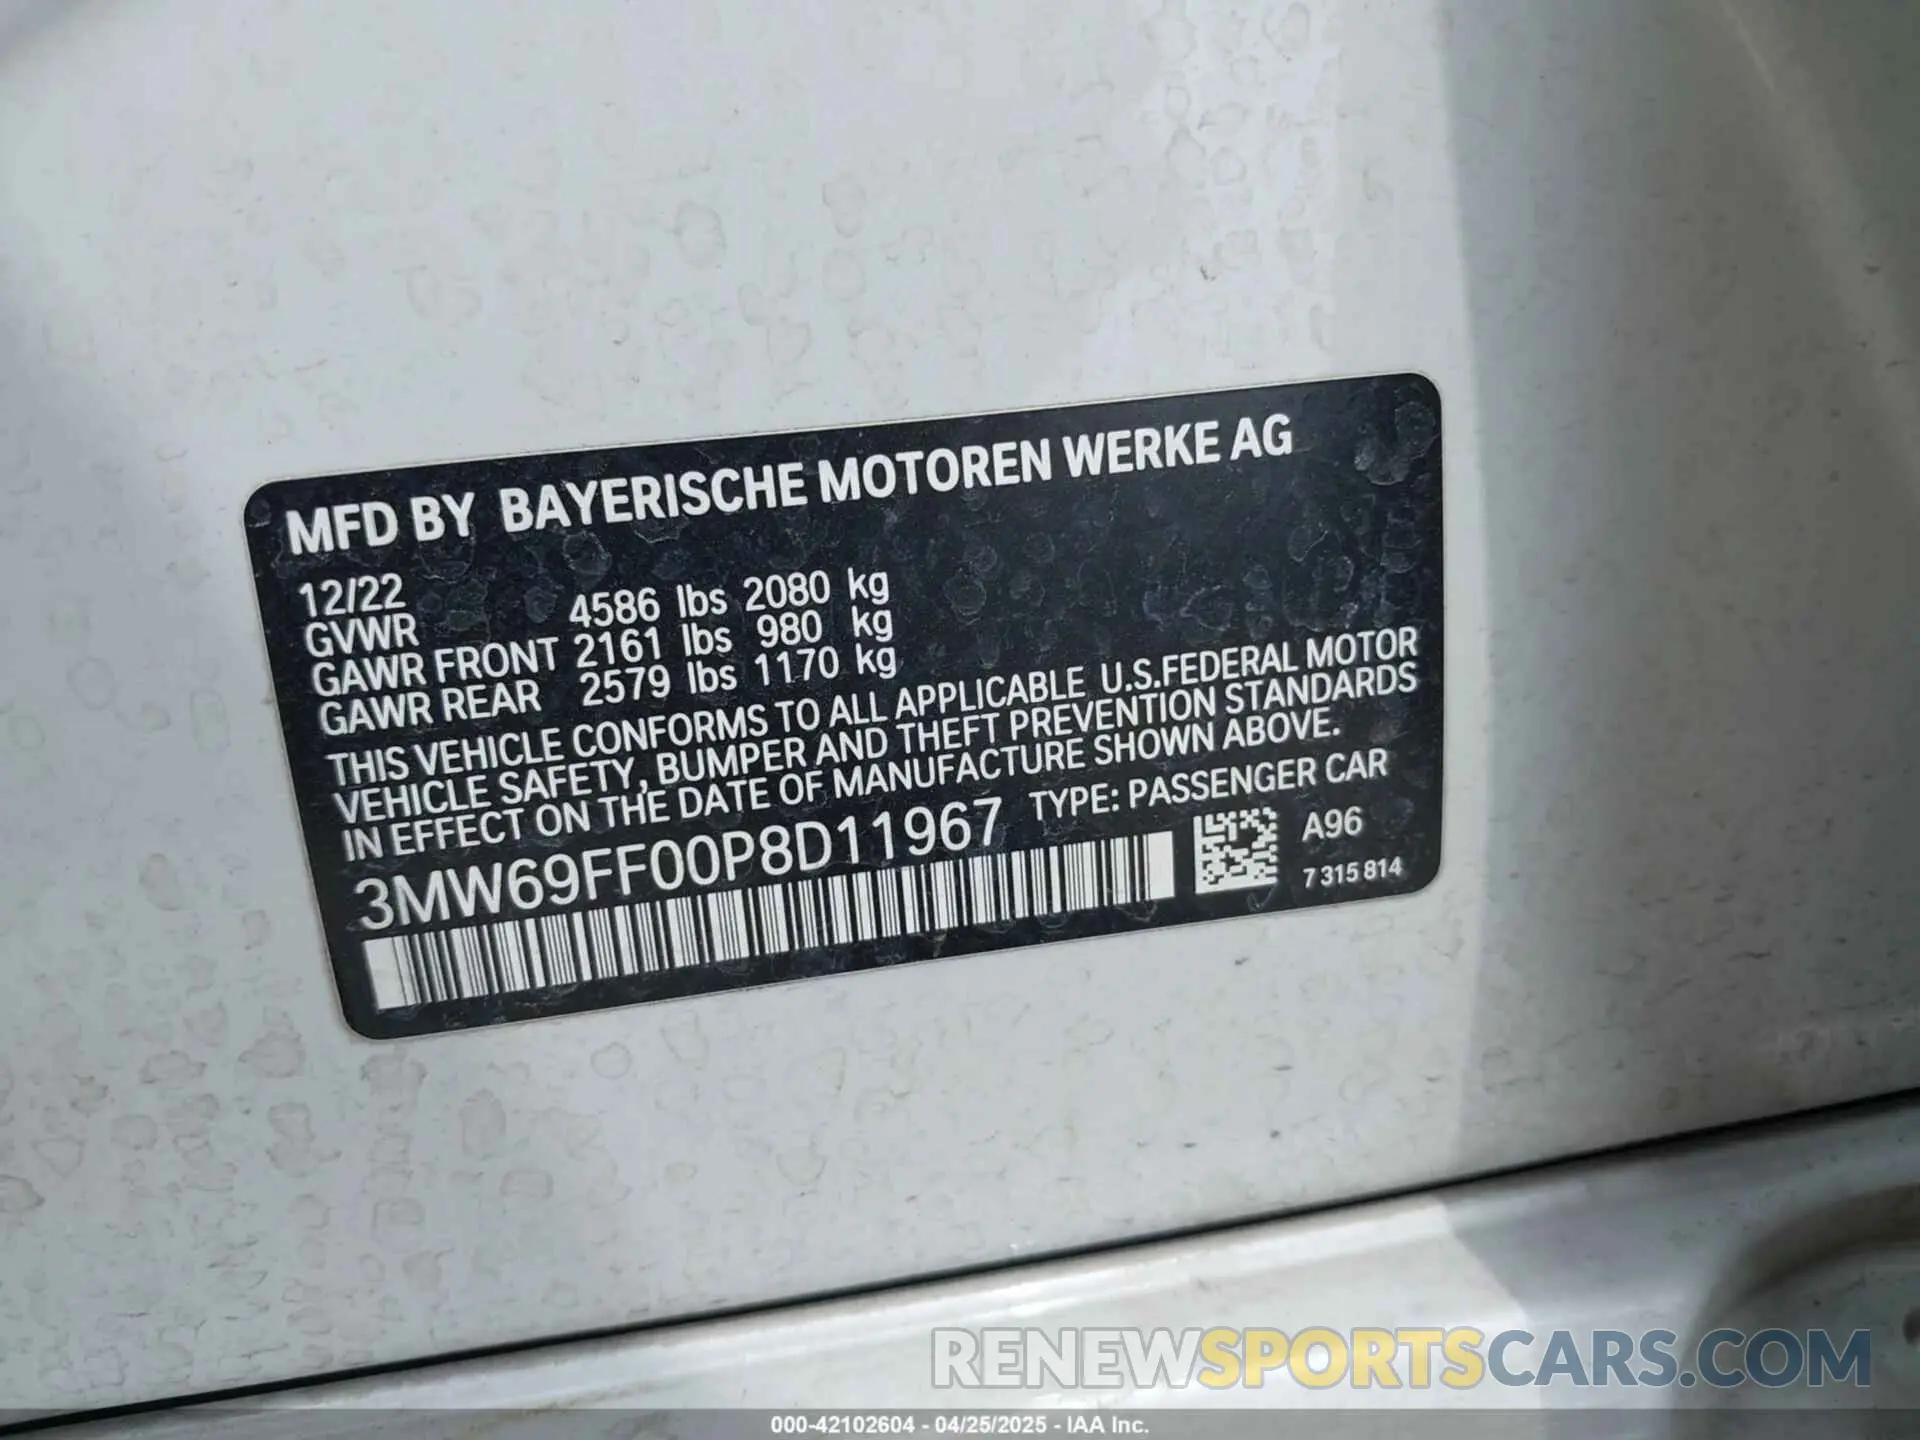 MFD BY BAYERISCHE MOTOREN WERKE AG
12/22
GVWR 4586 lbs 2080 kg
GAWR FRONT 2161 lbs 980 kg
GAWR REAR 2579 lbs 1170 kg
THIS VEHICLE CONFORMS TO ALL APPLICABLE U.S.FEDERAL MOTOR
VEHICLE SAFETY, BUMPER AND THEFT PREVENTION STANDARDS
IN EFFECT ON THE DATE OF MANUFACTURE SHOWN ABOVE.
3MW69FF00P8D11967 TYPE: PASSENGER CAR
A96
7 315 814
RENEWSPORTSCARS.COM
000-42102604 - 04/25/2025 - IAA Inc.